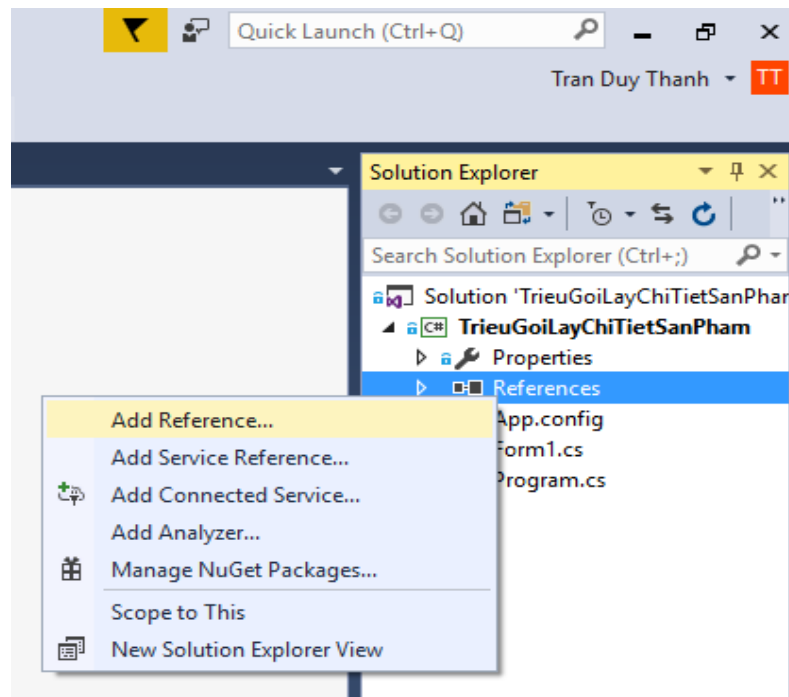 Quick Launch (Ctrl+Q)
Tran Duy Thanh
TT
Solution Explorer
Search Solution Explorer (Ctrl+;)
Solution 'TrieuGoiLayChiTietSanPhar
C# TrieuGoiLayChiTietSanPham
Properties
References
App.config
Form1.cs
Program.cs
Add Reference...
Add Service Reference...
Add Connected Service...
Add Analyzer...
Manage NuGet Packages...
Scope to This
New Solution Explorer View